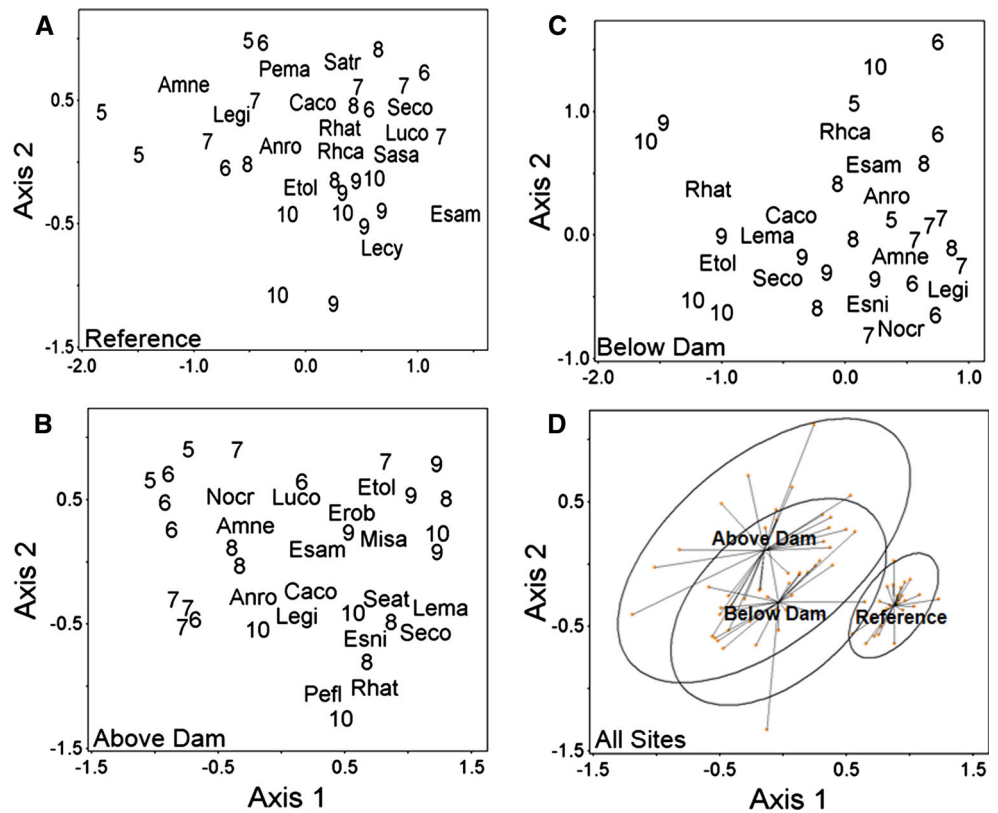 A
5 6 8
Satr
Pema 6
Amne 7 7
0.5 5 4 7 Caco 8 6 Seco
Legi
Rhat Luco 7
7 Anro Rhca Sasa
5 6 8
Etol 8 9 10
9
10 10 9 Esam
-0.5 9
Lecy
10 9
-1.5 Reference
-2.0 -1.0 0.0 1.0
Axis 2
B
5 7 9
6 7
6 6 Etol
0.5 6 Nocr Luco 10 8
Erob
6 Amne 9 Misa 10
8 Esam 9
8
7 7 Anro Caco Seat Lema
-0.5 5 6 10 Legi 10 8 Seco
Esni
8
Pefl Rhat
10
-1.5 Above Dam
-1.5 -0.5 0.5 1.5
Axis 1
Axis 2
C
6
10
1.0 5
9 Rhca 6
10
Esam 8
8
Rhat Anro
Caco 5 7 7
0.0 9 Lema 8 7
9 Amne 8
Etol 7
Seco 9 9 6 Legi
10 10 8 Esni 6
7 Nocr
-1.0 Below Dam
-2.0 -1.0 0.0 1.0
Axis 2
D
0.5
Above Dam
-0.5 Below Dam Reference
-1.5 All Sites
-1.5 -0.5 0.5 1.5
Axis 1
Axis 2